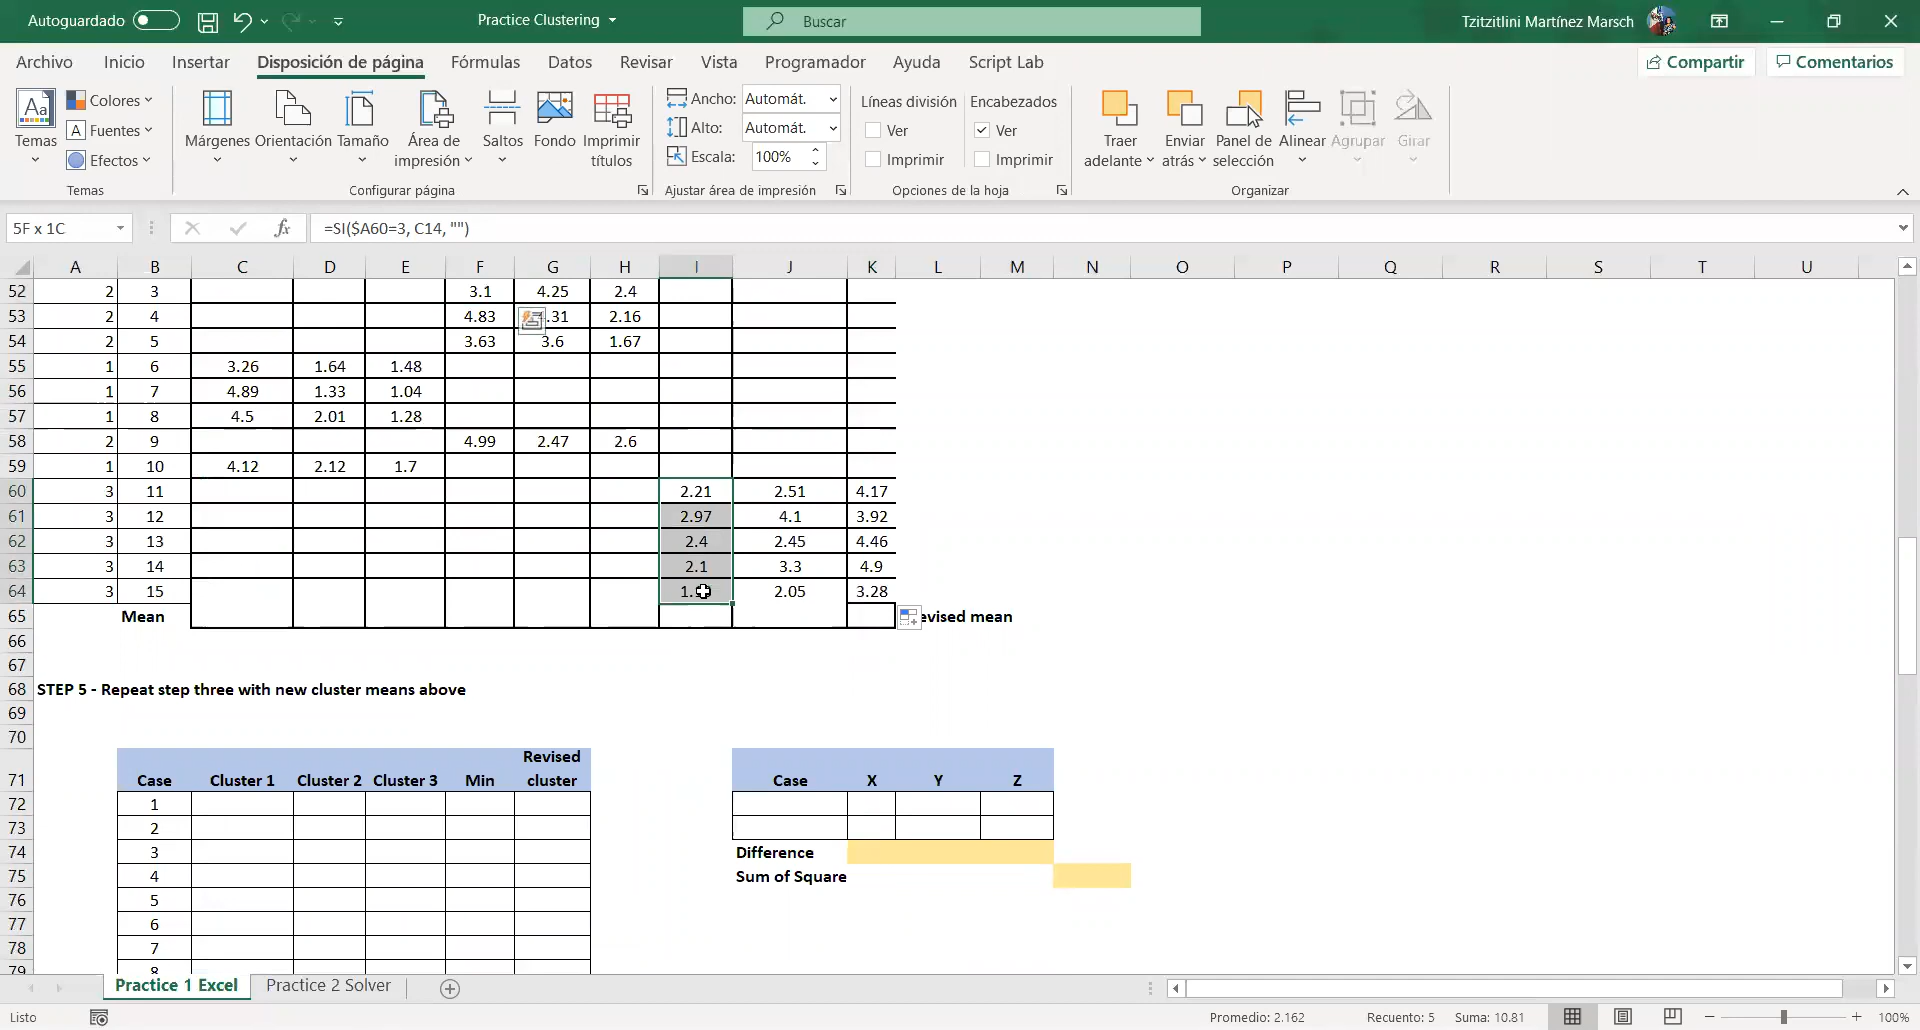 Autoguardado Practice Clustering Buscar Tzitzitlini Martínez Marsch
Archivo Inicio Insertar Disposición de página Fórmulas Datos Revisar Vista Programador Ayuda Script Lab Compartir Comentarios
Aa Colores Ancho: Automát. Líneas división Encabezados
A Fuentes Alto: Automát. Ver Ver
Temas Márgenes Orientación Tamaño Área de impresión Saltos Fondo Imprimir títulos Traer adelante Enviar atrás Panel de selección Alinear Agrupar Girar
Efectos Escala: 100% Imprimir Imprimir
Temas Configurar página Ajustar área de impresión Opciones de la hoja Organizar
5F x 1C fx =SI($A60=3, C14, "")
A B C D E F G H I J K L M N O P Q R S T U
52 2 3 3.1 4.25 2.4
53 2 4 4.83 .31 2.16
54 2 5 3.63 3.6 1.67
55 1 6 3.26 1.64 1.48
56 1 7 4.89 1.33 1.04
57 1 8 4.5 2.01 1.28
58 2 9 4.99 2.47 2.6
59 1 10 4.12 2.12 1.7
60 3 11 2.21 2.51 4.17
61 3 12 2.97 4.1 3.92
62 3 13 2.4 2.45 4.46
63 3 14 2.1 3.3 4.9
64 3 15 2.05 3.28
65 Mean evised mean
66
67
68 STEP 5 - Repeat step three with new cluster means above
69
70
71 Case Cluster 1 Cluster 2 Cluster 3 Min Revised cluster Case X Y Z
72 1
73 2
74 3 Difference
75 4 Sum of Square
76 5
77 6
78 7
79 8
Practice 1 Excel Practice 2 Solver
Listo Promedio: 2.162 Recuento: 5 Suma: 10.81 100%